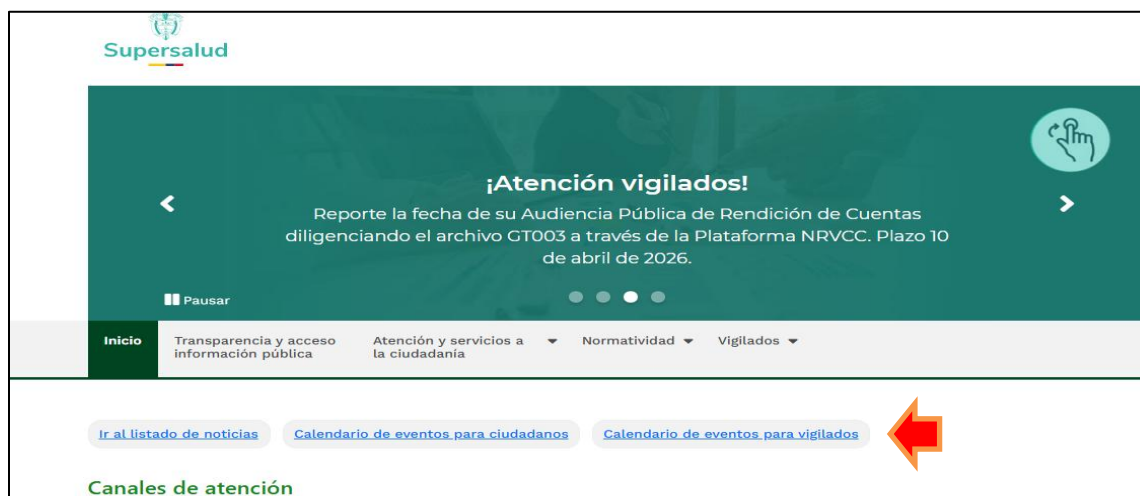 Supersalud
¡Atención vigilados!
Reporte la fecha de su Audiencia Pública de Rendición de Cuentas
diligenciando el archivo GT003 a través de la Plataforma NRVCC. Plazo 10
de abril de 2026.
Pausar
Inicio
Transparencia y acceso
información pública
Atención y servicios a
la ciudadanía
Normatividad
Vigilados
Ir al listado de noticias
Calendario de eventos para ciudadanos
Calendario de eventos para vigilados
Canales de atención